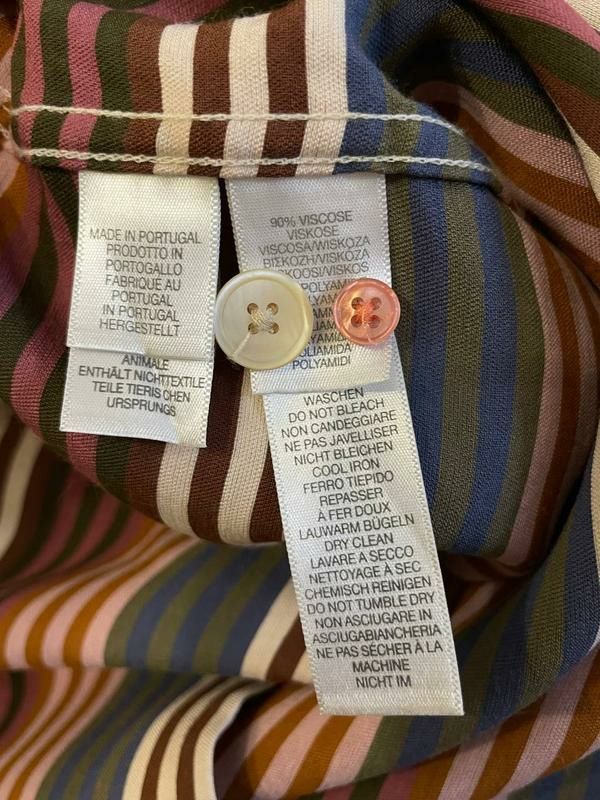 MADE IN PORTUGAL
PRODOTTO IN
PORTOGALLO
FABRIQUE AU
PORTUGAL
IN PORTUGAL
HERGESTELLT
ANIMALE
ENTHÄLT NICHTTEXTILE
TEILE TIERISCHEN
URSPRUNGS
90% VISCOSE
VISKOSE
VISCOSA/WISKOZA
ΒΙΣΚΟΖΗ/VISKOZA
POLYAMIDI
WASCHEN
DO NOT BLEACH
NON CANDEGGIARE
NE PAS JAVELLISER
NICHT BLEICHEN
COOL IRON
FERRO TIEPIDO
REPASSER
À FER DOUX
LAUWARM BÜGELN
DRY CLEAN
LAVARE A SECCO
NETTOYAGE À SEC
CHEMISCH REINIGEN
DO NOT TUMBLE DRY
NON ASCIUGARE IN
ASCIUGABIANCHERIA
NE PAS SÉCHER À LA
MACHINE
NICHT IM